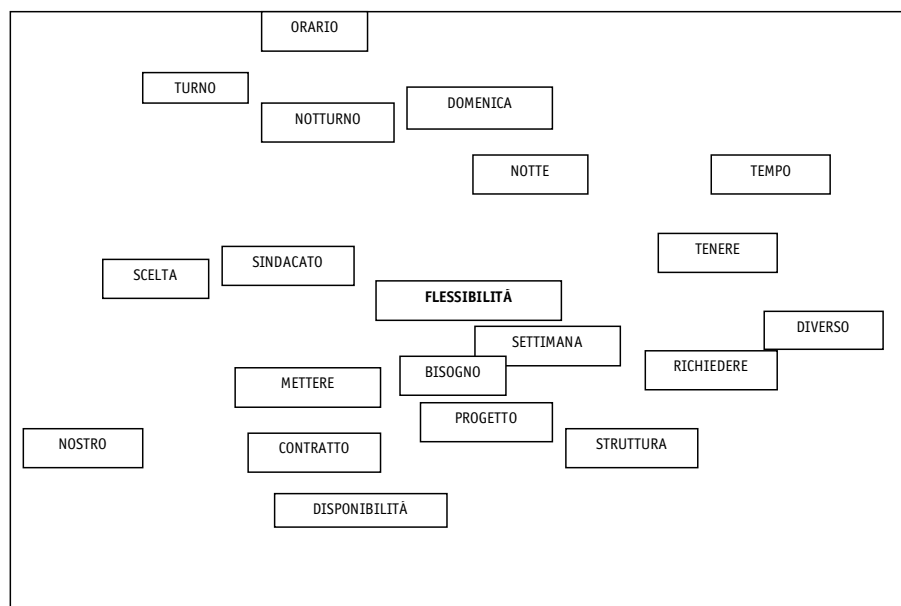 ORARIO
TURNO
DOMENICA
NOTTURNO
NOTTE
TEMPO
TENERE
SINDACATO
SCELTA
FLESSIBILITÀ
DIVERSO
SETTIMANA
RICHIEDERE
BISOGNO
METTERE
PROGETTO
NOSTRO
CONTRATTO
STRUTTURA
DISPONIBILITÀ